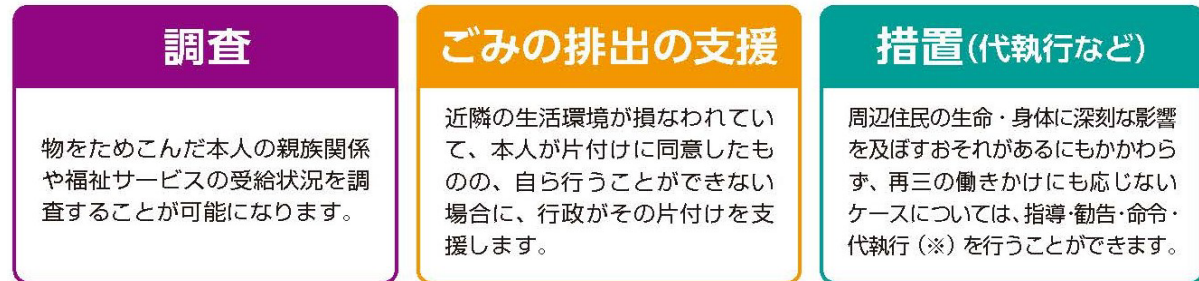 調査
物をためこんだ本人の親族関係
や福祉サービスの受給状況を調
査することが可能になります。
ごみの排出の支援
近隣の生活環境が損なわれてい
て、本人が片付けに同意したも
のの、自ら行うことができない
場合に、行政がその片付けを支
援します。
措置(代執行など)
周辺住民の生命・身体に深刻な影響
を及ぼすおそれがあるにもかかわら
ず、再三の働きかけにも応じない
ケースについては、指導・勧告・命令・
代執行（※）を行うことができます。